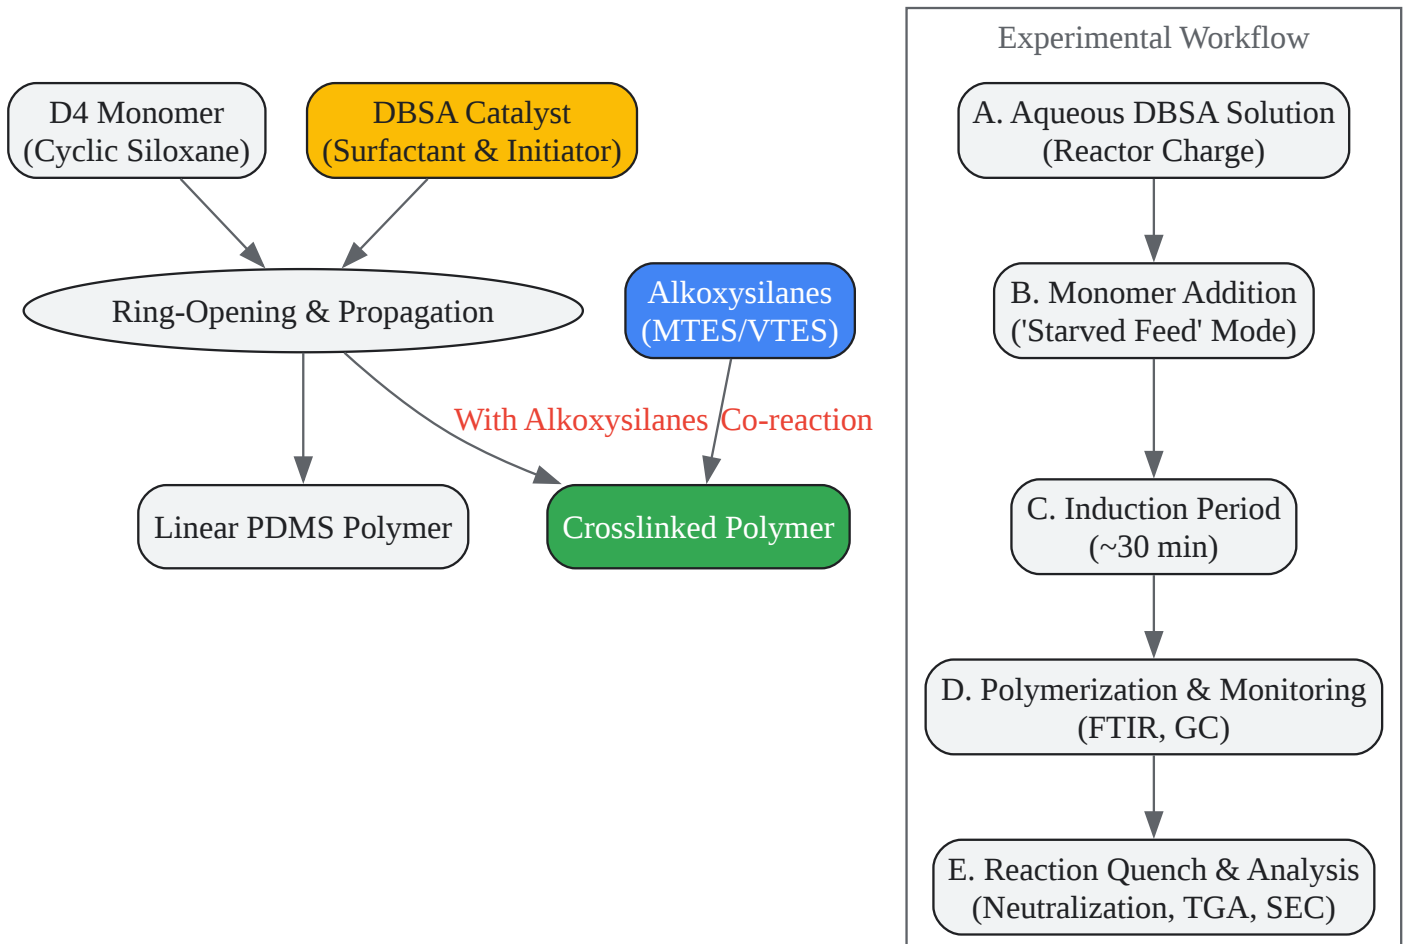 D4 Monomer
(Cyclic Siloxane)
DBSA Catalyst
(Surfactant & Initiator)
Ring-Opening & Propagation
Alkoxysilanes
(MTES/VTES)
With Alkoxysilanes
Co-reaction
Linear PDMS Polymer
Crosslinked Polymer
Experimental Workflow
A. Aqueous DBSA Solution
(Reactor Charge)
B. Monomer Addition
('Starved Feed' Mode)
C. Induction Period
(~30 min)
D. Polymerization & Monitoring
(FTIR, GC)
E. Reaction Quench & Analysis
(Neutralization, TGA, SEC)